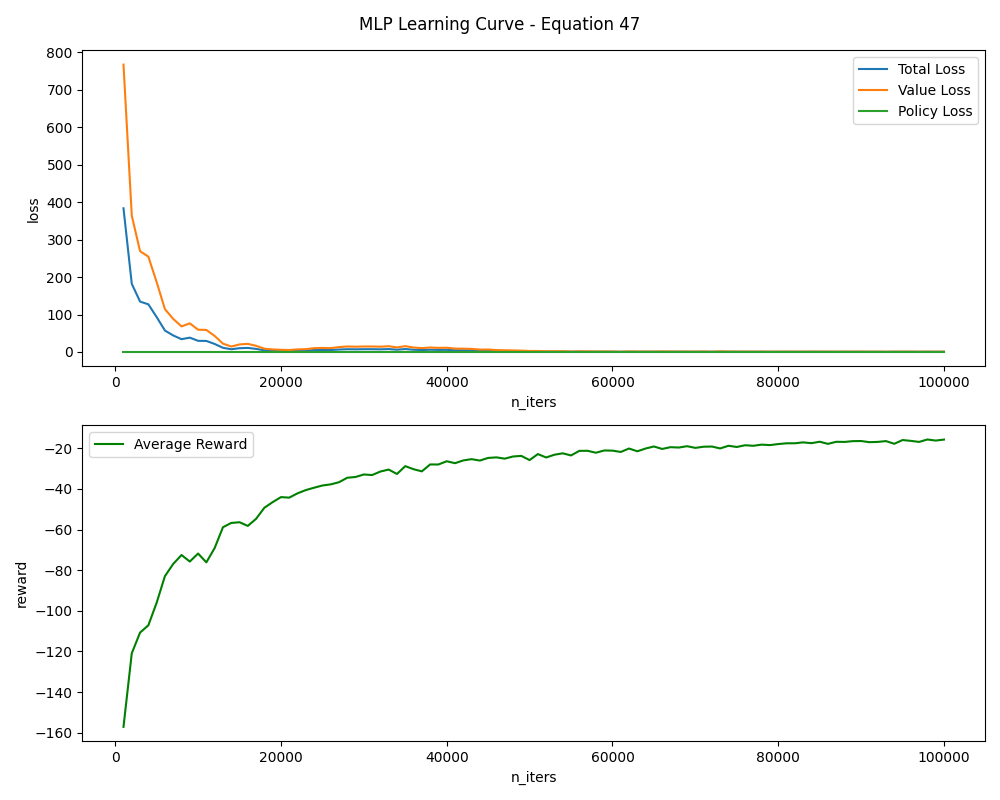 MLP Learning Curve - Equation 47
800
700
600
500
400
300
200
100
0
loss
Total Loss
Value Loss
Policy Loss
0 20000 40000 60000 80000 100000
n_iters
−20
−40
−60
−80
−100
−120
−140
−160
reward
Average Reward
0 20000 40000 60000 80000 100000
n_iters